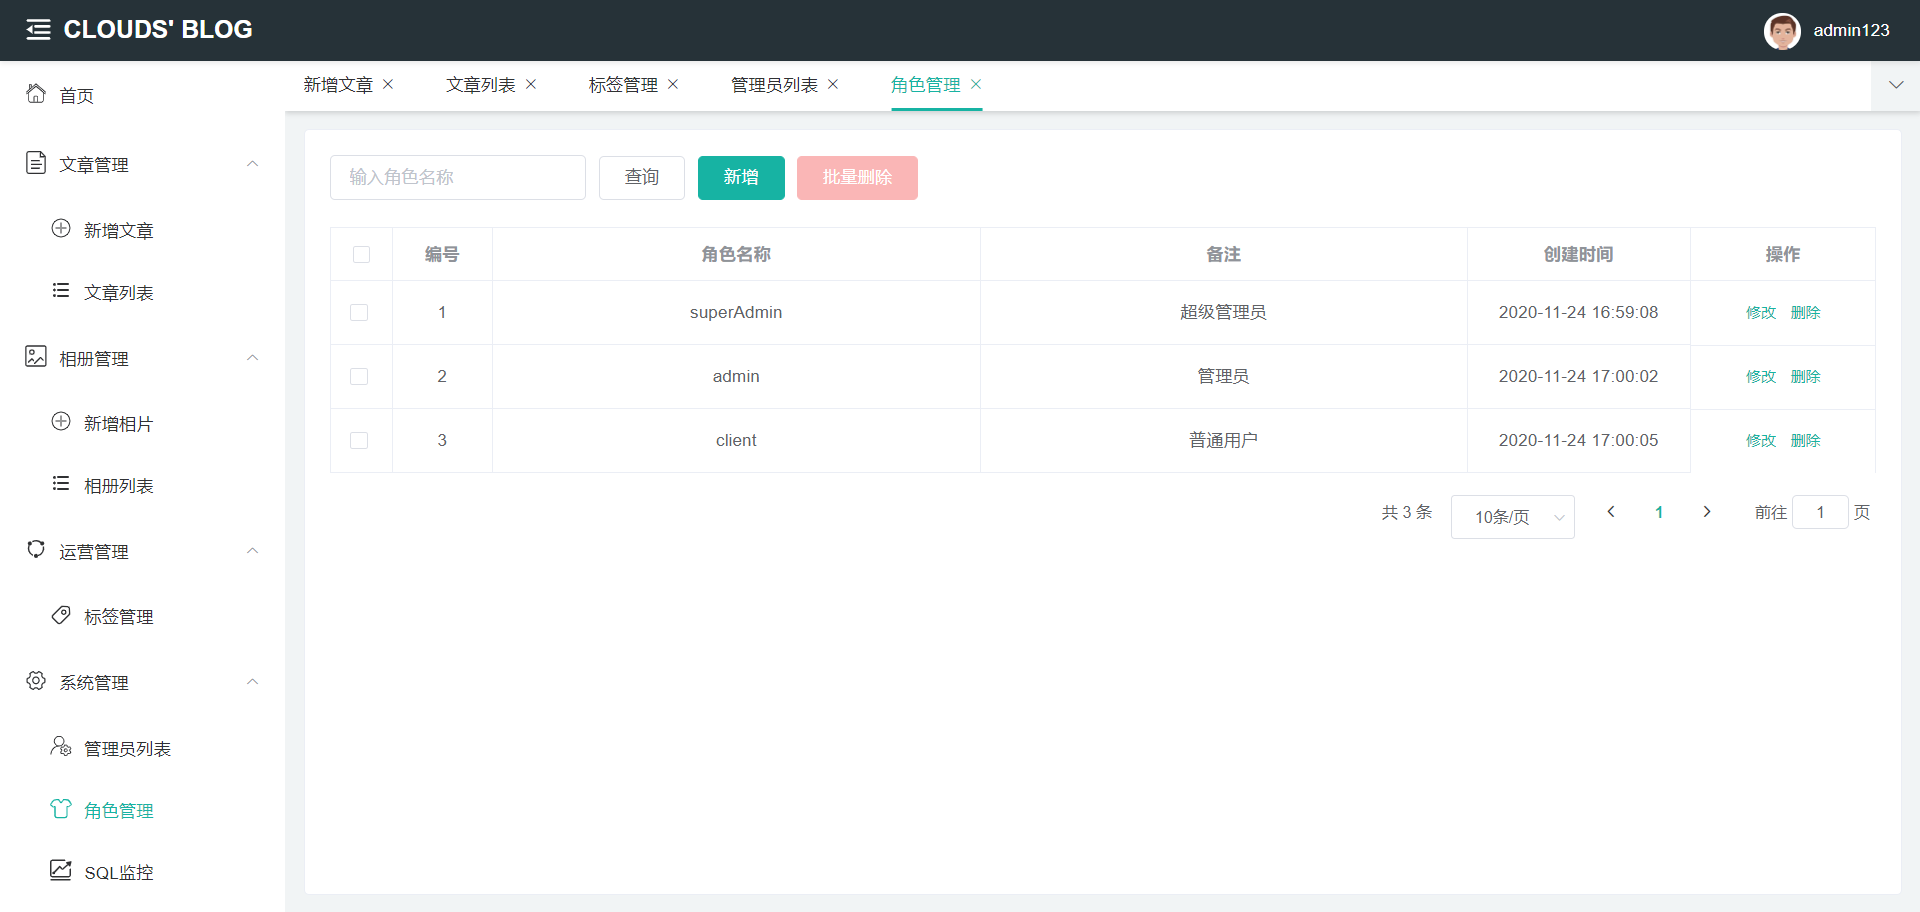 CLOUDS' BLOG
admin123
首页
文章管理
新增文章
文章列表
相册管理
新增相片
相册列表
运营管理
标签管理
系统管理
管理员列表
角色管理
SQL监控
新增文章 文章列表 标签管理 管理员列表 角色管理
输入角色名称 查询 新增 批量删除
编号 角色名称 备注 创建时间 操作
1 superAdmin 超级管理员 2020-11-24 16:59:08 修改 删除
2 admin 管理员 2020-11-24 17:00:02 修改 删除
3 client 普通用户 2020-11-24 17:00:05 修改 删除
共 3 条 10条/页 1 前往 1 页